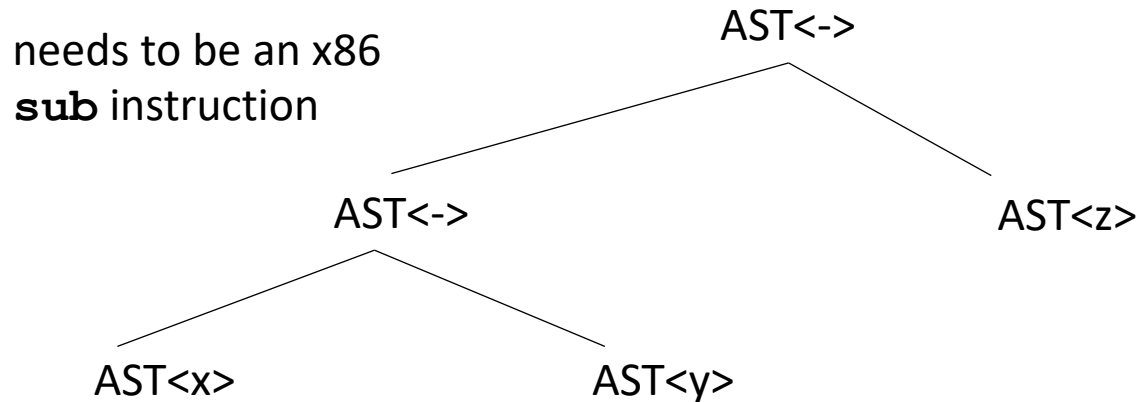 AST<->
needs to be an x86
sub instruction
AST<->
AST<z>
AST<x>
AST<y>